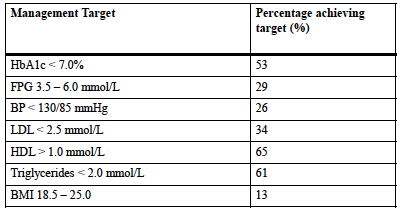 Management Target Percentage achieving
target (%)
HbA1c < 7.0% 53
FPG 3.5 – 6.0 mmol/L 29
BP < 130/85 mmHg 26
LDL < 2.5 mmol/L 34
HDL > 1.0 mmol/L 65
Triglycerides < 2.0 mmol/L 61
BMI 18.5 – 25.0 13